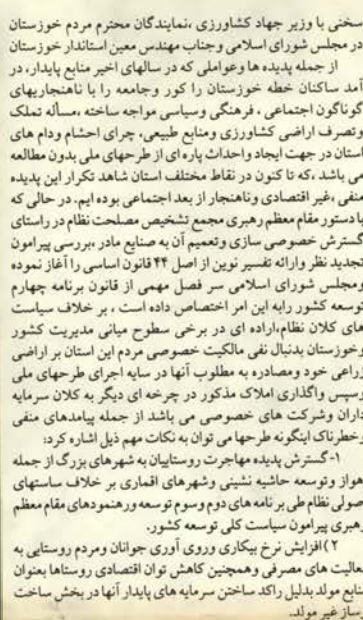 سخنی با وزیر جهاد کشاورزی ،نمایندگان محترم مردم خوزستان
در مجلس شورای اسلامی وجناب مهندس معین استاندار خوزستان
از جمله پدیده ها وعواملی که در سالهای اخیر منابع پایدار، در
آمد ساکنان خطه خوزستان را کور وجامعه را با ناهنجاریهای
گوناگون اجتماعی ، فرهنگی وسیاسی مواجه ساخته ،مساله تملک
وتصرف اراضی کشاورزی ومنابع طبیعی، چرای احشام ودام های
استان در جهت ایجاد واحداث پاره ای از طرحهای ملی بدون مطالعه
می باشد ،که تا کنون در نقاط مختلف استان شاهد تکرار این پدیده
منفی ،غیر اقتصادی وناهنجار از بعد اجتماعی بوده ایم. در حالی که
بادستور مقام معظم رهبری مجمع تشخیص مصلحت نظام در راستای
گسترش خصوصی سازی وتعمیم آن به صنایع مادر ،بررسی پیرامون
تجدید نظر وارائه تفسیر نوین از اصل ۴۴ قانون اساسی را آغاز نموده
ومجلس شورای اسلامی سر فصل مهمی از قانون برنامه چهارم
توسعه کشور رابه این امر اختصاص داده است ، بر خلاف سیاست
های کلان نظام،اراده ای در برخی سطوح میانی مدیریت کشور
وخوزستان بدنبال نفی مالکیت خصوصی مردم این استان بر اراضی
زراعی خود ومصادره به مطلوب آنها در سایه اجرای طرحهای ملی
وسپس واگذاری املاک مذکور در چرخه ای دیگر به کلان سرمایه
داران وشرکت های خصوصی می باشد از جمله پیامدهای منفی
وخطرناک اینگونه طرحها می توان به نکات مهم ذیل اشاره کرد:
۱-گسترش پدیده مهاجرت روستاییان به شهرهای بزرگ از جمله
هواز وتوسعه حاشیه نشینی وشهرهای اقماری بر خلاف ساستهای
صولی نظام طی بر نامه های دوم وسوم توسعه ورهنمودهای مقام معظم
رهبری پیرامون سیاست کلی توسعه کشور.
۲)افزایش نرخ بیکاری وروی آوری جوانان ومردم روستایی به
فعالیت های مصرفی وهمچنین کاهش توان اقتصادی روستاها بعنوان
منابع مولد بدلیل راکد ساختن سرمایه های پایدار آنها در بخش ساخت
وساز غیر مولد.